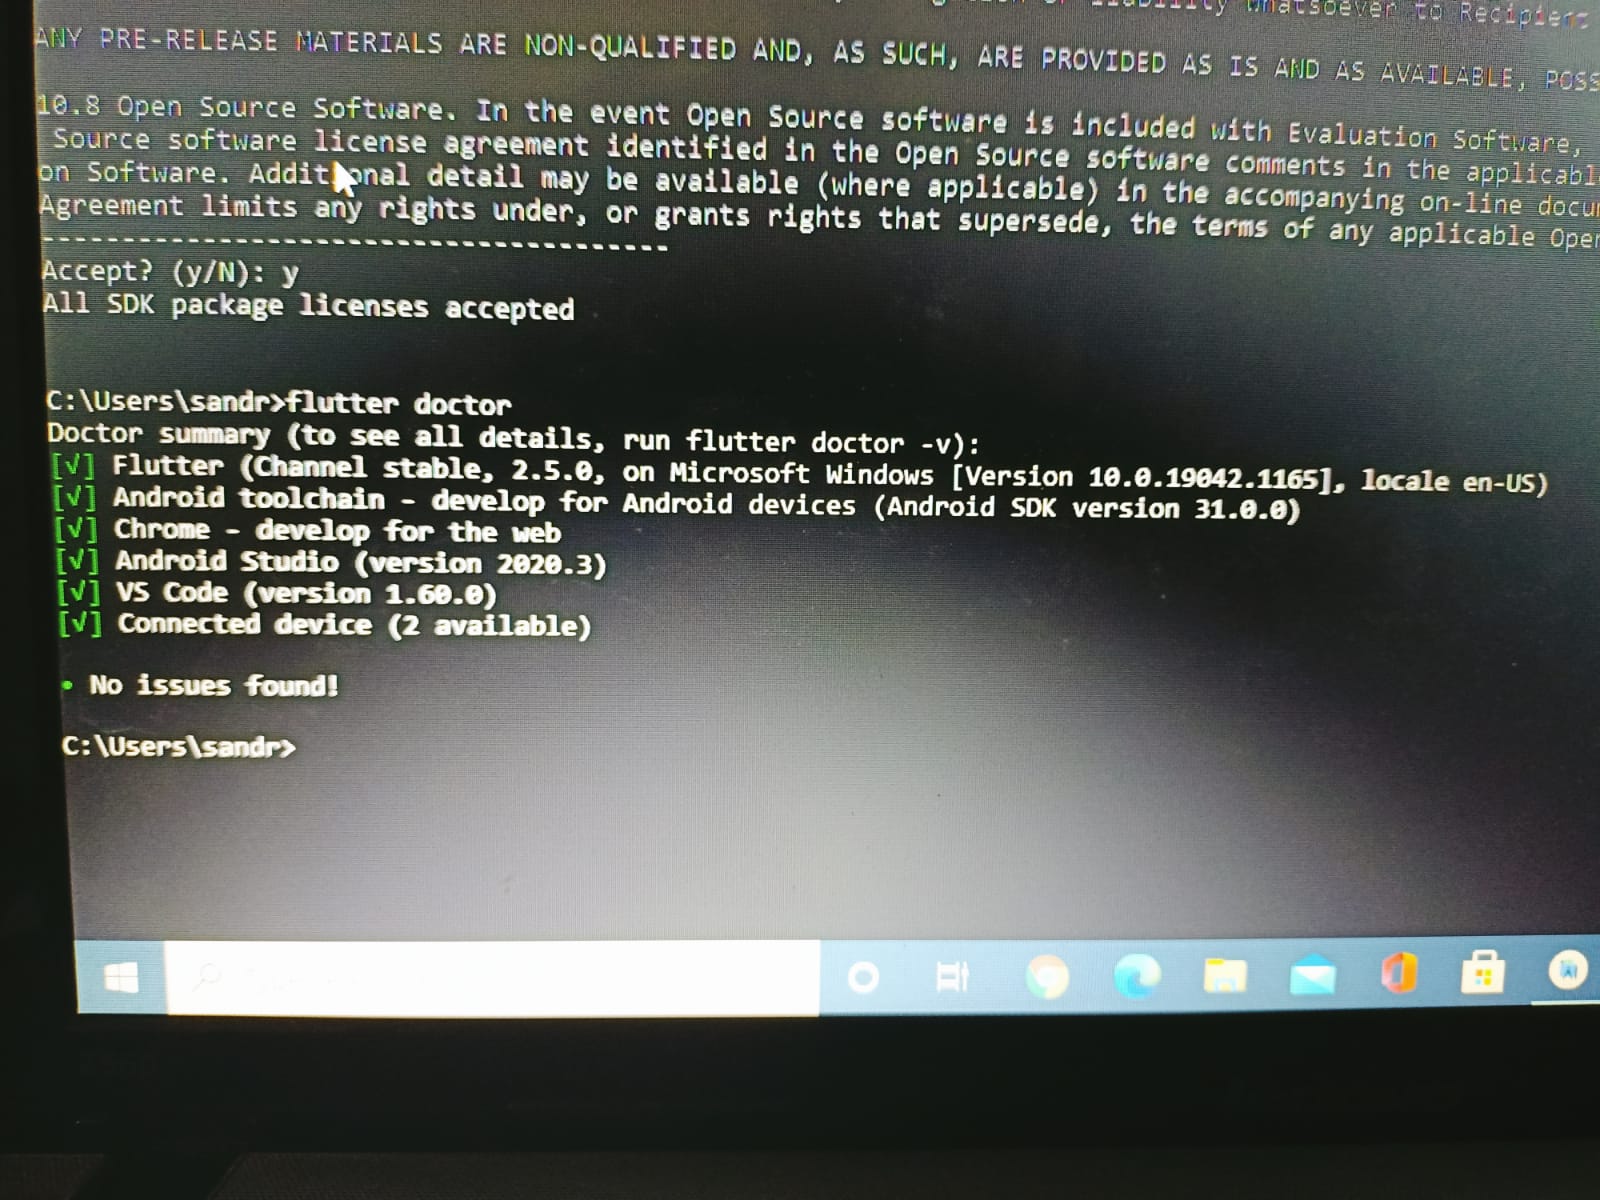 liability whatsoever to Recipient
ANY PRE-RELEASE MATERIALS ARE NON-QUALIFIED AND, AS SUCH, ARE PROVIDED AS IS AND AS AVAILABLE, POSS
10.8 Open Source Software. In the event Open Source software is included with Evaluation Software,
Source software license agreement identified in the Open Source software comments in the applicabl
on Software. Additional detail may be available (where applicable) in the accompanying on-line docu
Agreement limits any rights under, or grants rights that supersede, the terms of any applicable Open
---------------------------------------
Accept? (y/N): y
All SDK package licenses accepted
C:\Users\sandr>flutter doctor
Doctor summary (to see all details, run flutter doctor -v):
[√] Flutter (Channel stable, 2.5.0, on Microsoft Windows [Version 10.0.19042.1165], locale en-US)
[√] Android toolchain - develop for Android devices (Android SDK version 31.0.0)
[√] Chrome - develop for the web
[√] Android Studio (version 2020.3)
[√] VS Code (version 1.60.0)
[√] Connected device (2 available)
• No issues found!
C:\Users\sandr>